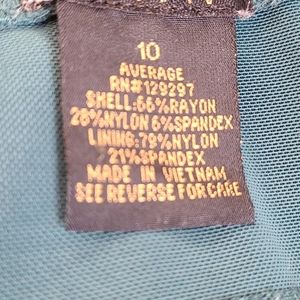 10
AVERAGE
RN#129297
SHELL:66%RAYON
28%NYLON 6%SPANDEX
LINING:79%NYLON
21%SPANDEX
MADE IN VIETNAM
SEE REVERSE FOR CARE